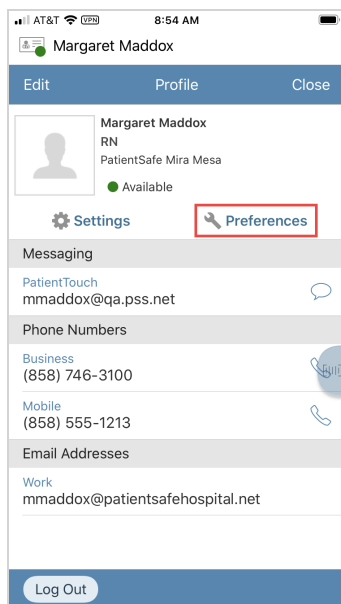 AT&T VPN 8:54 AM
Margaret Maddox
Edit Profile Close
Margaret Maddox
RN
PatientSafe Mira Mesa
Available
Settings Preferences
Messaging
PatientTouch
mmaddox@qa.pss.net
Phone Numbers
Business
(858) 746-3100
Mobile
(858) 555-1213
Email Addresses
Work
mmaddox@patientsafehospital.net
Log Out